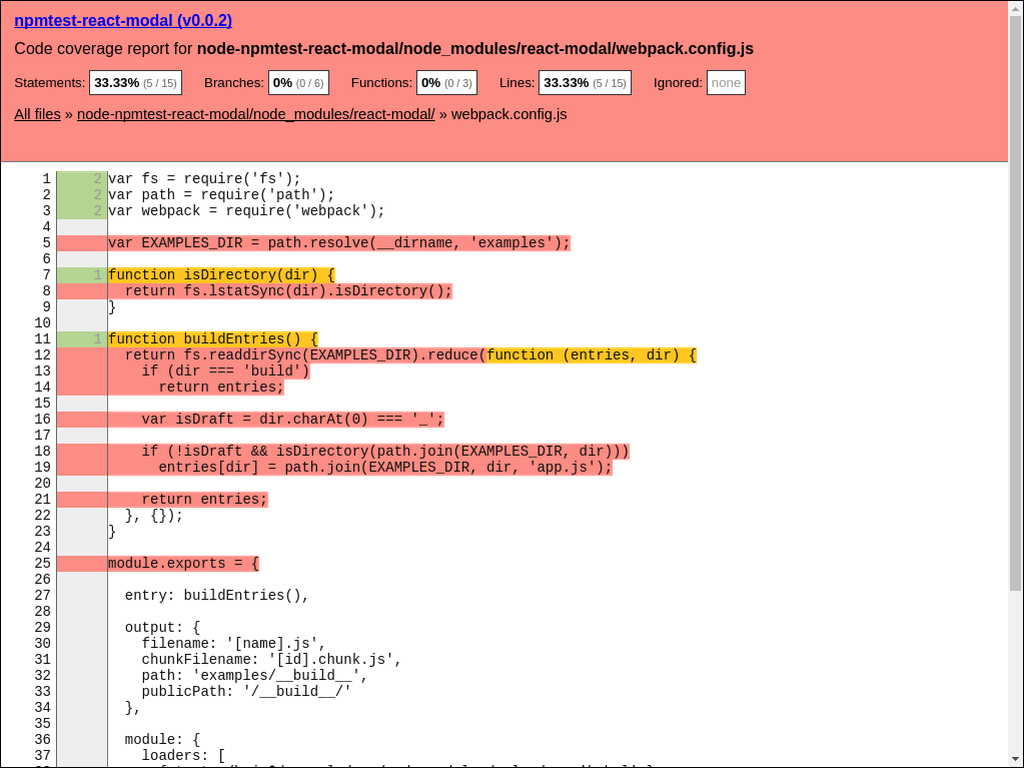 npmtest-react-modal (v0.0.2)
Code coverage report for node-npmtest-react-modal/node_modules/react-modal/webpack.config.js
Statements: 33.33% (5 / 15) Branches: 0% (0 / 6) Functions: 0% (0 / 3) Lines: 33.33% (5 / 15) Ignored: none
All files » node-npmtest-react-modal/node_modules/react-modal/ » webpack.config.js
1 2 var fs = require('fs');
2 2 var path = require('path');
3 2 var webpack = require('webpack');
4
5 var EXAMPLES_DIR = path.resolve(__dirname, 'examples');
6
7 1 function isDirectory(dir) {
8 return fs.lstatSync(dir).isDirectory();
9 }
10
11 1 function buildEntries() {
12 return fs.readdirSync(EXAMPLES_DIR).reduce(function (entries, dir) {
13 if (dir === 'build')
14 return entries;
15
16 var isDraft = dir.charAt(0) === '_';
17
18 if (!isDraft && isDirectory(path.join(EXAMPLES_DIR, dir)))
19 entries[dir] = path.join(EXAMPLES_DIR, dir, 'app.js');
20
21 return entries;
22 }, {});
23 }
24
25 module.exports = {
26
27 entry: buildEntries(),
28
29 output: {
30 filename: '[name].js',
31 chunkFilename: '[id].chunk.js',
32 path: 'examples/__build__',
33 publicPath: '/__build__/'
34 },
35
36 module: {
37 loaders: [